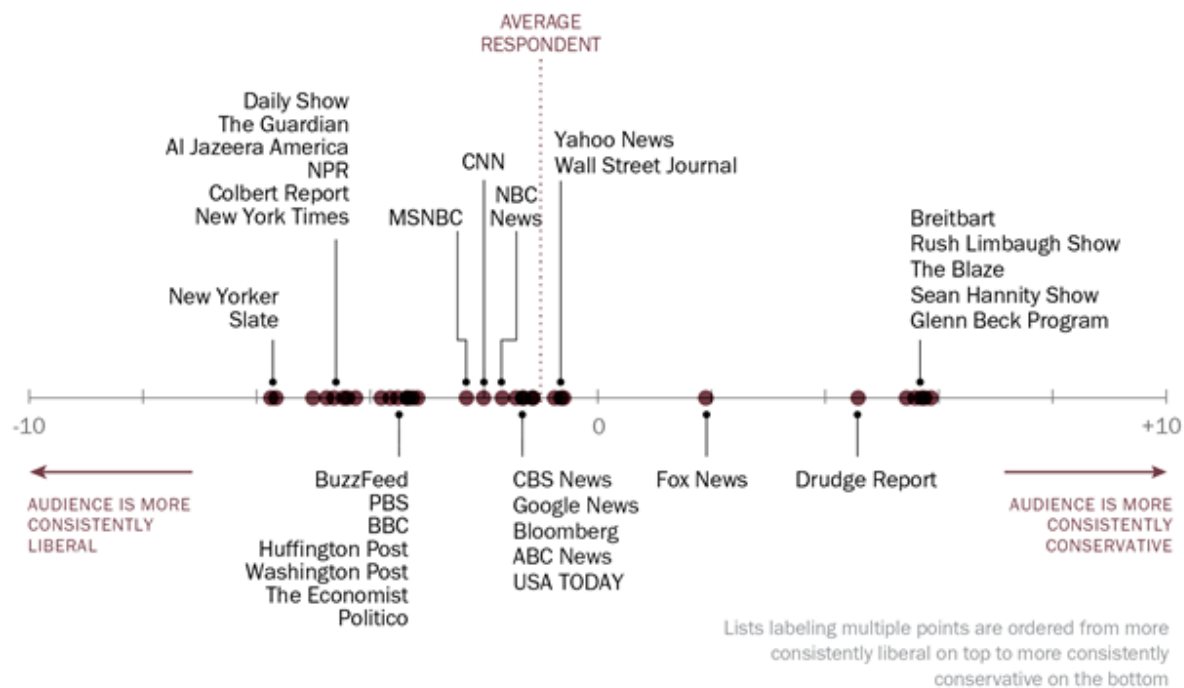 AVERAGE
RESPONDENT
Daily Show
The Guardian
Al Jazeera America
NPR
Colbert Report
New York Times
CNN
Yahoo News
Wall Street Journal
MSNBC
NBC
News
New Yorker
Slate
Breitbart
Rush Limbaugh Show
The Blaze
Sean Hannity Show
Glenn Beck Program
-10
0
+10
AUDIENCE IS MORE
CONSISTENTLY
LIBERAL
BuzzFeed
PBS
BBC
Huffington Post
Washington Post
The Economist
Politico
CBS News
Google News
Bloomberg
ABC News
USA TODAY
Fox News
Drudge Report
AUDIENCE IS MORE
CONSISTENTLY
CONSERVATIVE
Lists labeling multiple points are ordered from more
consistently liberal on top to more consistently
conservative on the bottom